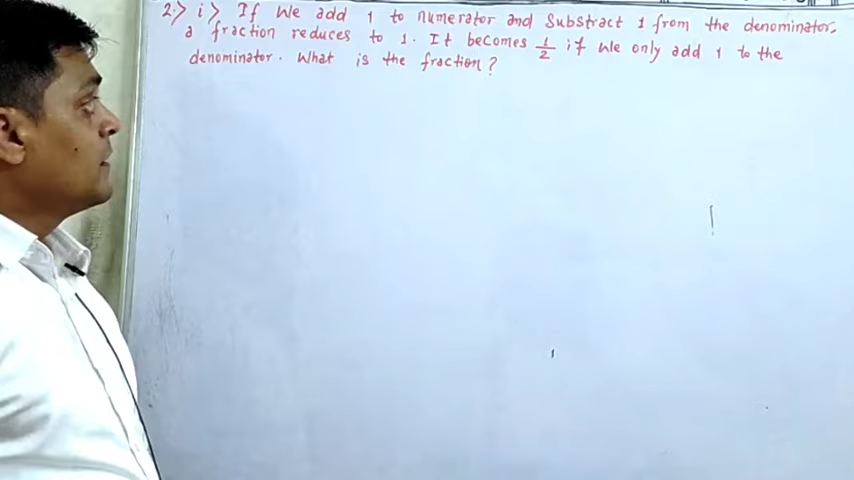 2.> i> If we add 1 to numerator and Substract 1 from the denominator.
a fraction reduces to 1. It becomes 1/2 if we only add 1 to the
denominator. What is the fraction?